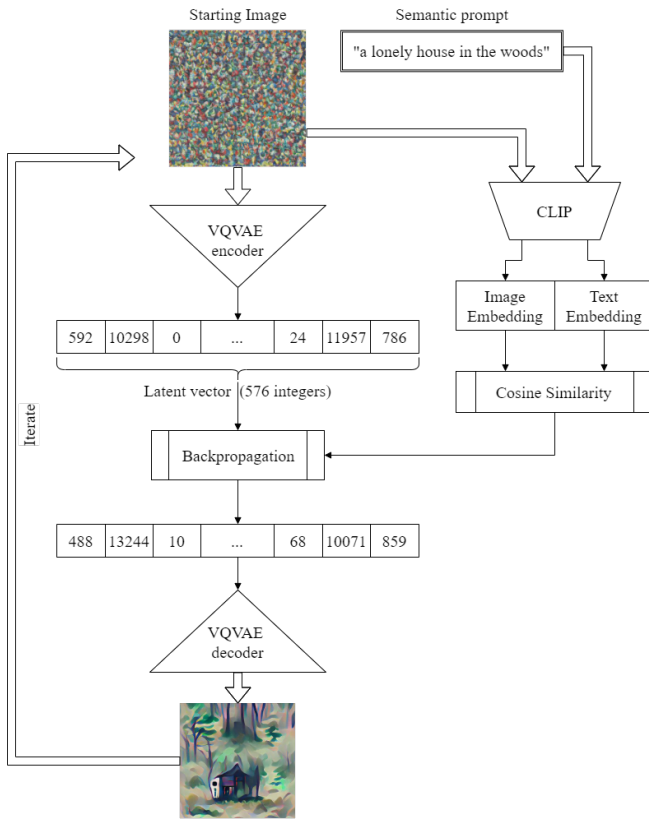 Starting Image
Semantic prompt
"a lonely house in the woods"
CLIP
VQVAE
encoder
Image
Embedding
Text
Embedding
592 10298 0 ... 24 11957 786
Cosine Similarity
Latent vector (576 integers)
Iterate
Backpropagation
488 13244 10 ... 68 10071 859
VQVAE
decoder